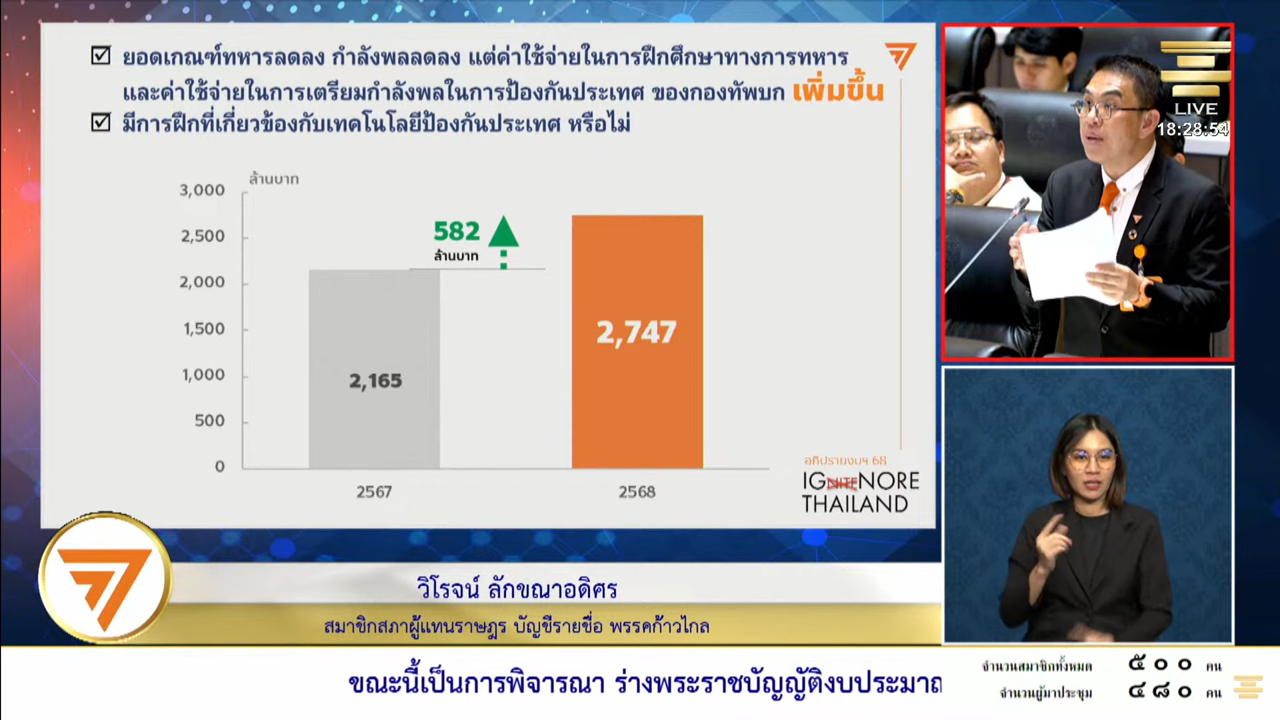 ยอดเกณฑ์ทหารลดลง กำลังพลลดลง แต่ค่าใช้จ่ายในการฝึกศึกษาทางการทหาร
และค่าใช้จ่ายในการเตรียมกำลังพลในการป้องกันประเทศ ของกองทัพบก เพิ่มขึ้น
มีการฝึกที่เกี่ยวข้องกับเทคโนโลยีป้องกันประเทศ หรือไม่
ล้านบาท
3,000
2,500
2,000
1,500
1,000
500
0
582
ล้านบาท
2,165
2,747
2567
2568
อภิปรายงบฯ 68
IGNITENORE
THAILAND
LIVE
18:28:54
วิโรจน์ ลักขณาอดิศร
สมาชิกสภาผู้แทนราษฎร บัญชีรายชื่อ พรรคก้าวไกล
ขณะนี้เป็นการพิจารณา ร่างพระราชบัญญัติงบประมาณ
จำนวนสมาชิกทั้งหมด ๕๐๐ คน
จำนวนผู้มาประชุม ๔๘๐ คน